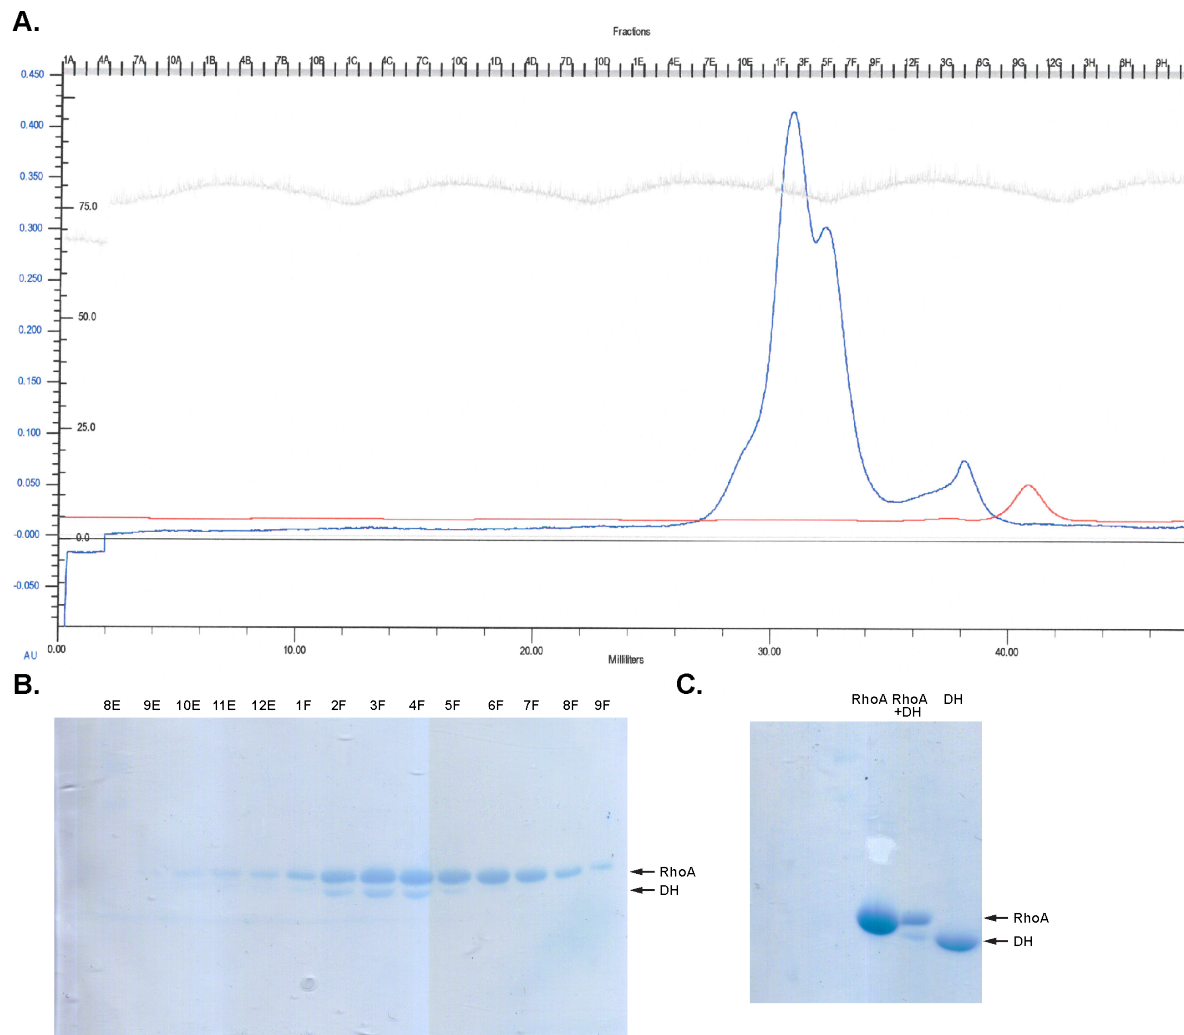 A.
Fractions
1A 4A 7A 10A 1B 4B 7B 10B 1C 4C 7C 10C 1D 4D 7D 10D 1E 4E 7E 10E 1F 3F 5F 7F 9F 12F 3G 6G 9G 12G 3H 6H 9H
0.450
0.400
0.350
75.0
0.300
0.250
50.0
0.200
0.150
25.0
0.100
0.050
-0.000
0.0
-0.050
AU
0.00 10.00 20.00 30.00 40.00
Milliliters
B.
8E 9E 10E 11E 12E 1F 2F 3F 4F 5F 6F 7F 8F 9F
RhoA
DH
C.
RhoA RhoA DH
+DH
RhoA
DH